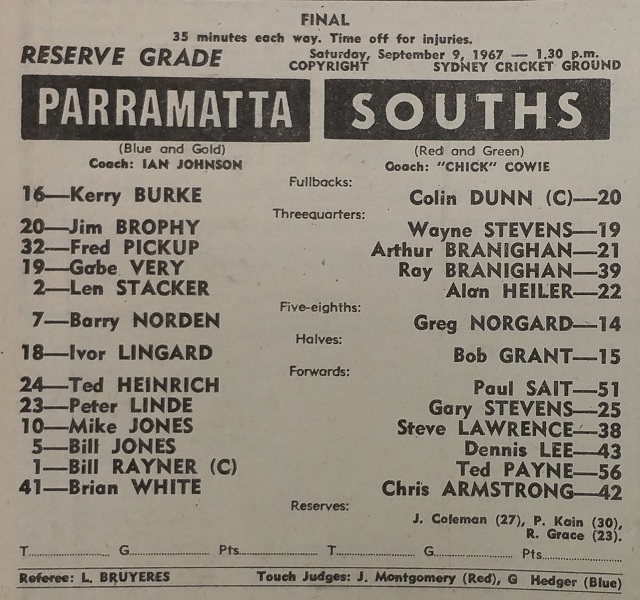 FINAL
35 minutes each way. Time off for injuries.
RESERVE GRADE
Saturday, September 9, 1967 — 1.30 p.m.
COPYRIGHT SYDNEY CRICKET GROUND
PARRAMATTA SOUTHS
(Blue and Gold) (Red and Green)
Coach: IAN JOHNSON Coach: "CHICK" COWIE
Fullbacks:
16—Kerry BURKE Colin DUNN (C)—20
Threequarters:
20—Jim BROPHY Wayne STEVENS—19
32—Fred PICKUP Arthur BRANIGHAN—21
19—Gabe VERY Ray BRANIGHAN—39
2—Len STACKER Alan HEILER—22
Five-eighths:
7—Barry NORDEN Greg NORGARD—14
Halves:
18—Ivor LINGARD Bob GRANT—15
Forwards:
24—Ted HEINRICH Paul SAIT—51
23—Peter LINDE Gary STEVENS—25
10—Mike JONES Steve LAWRENCE—38
5—Bill JONES Dennis LEE—43
1—Bill RAYNER (C) Ted PAYNE—56
41—Brian WHITE Chris ARMSTRONG—42
Reserves:
J. Coleman (27), P. Kain (30),
R. Grace (23).
T.................... G.................... Pts.................... T.................... G.................... Pts....................
Referee: L. BRUYERES Touch Judges: J. Montgomery (Red), G Hedger (Blue)